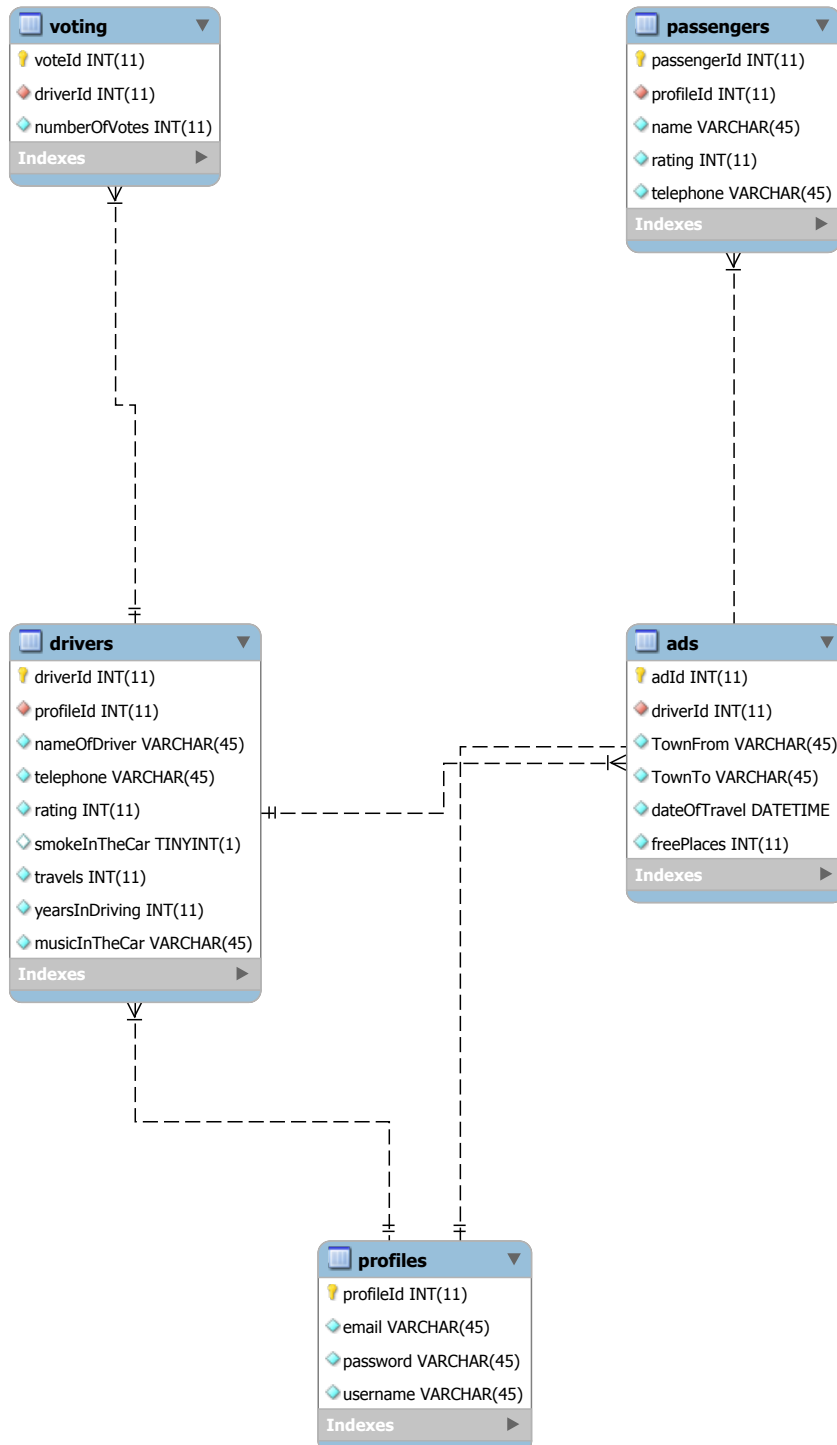 voting
voteId INT(11)
driverId INT(11)
numberOfVotes INT(11)
Indexes
passengers
passengerId INT(11)
profileId INT(11)
name VARCHAR(45)
rating INT(11)
telephone VARCHAR(45)
Indexes
drivers
driverId INT(11)
profileId INT(11)
nameOfDriver VARCHAR(45)
telephone VARCHAR(45)
rating INT(11)
smokeInTheCar TINYINT(1)
travels INT(11)
yearsInDriving INT(11)
musicInTheCar VARCHAR(45)
Indexes
ads
adId INT(11)
driverId INT(11)
TownFrom VARCHAR(45)
TownTo VARCHAR(45)
dateOfTravel DATETIME
freePlaces INT(11)
Indexes
profiles
profileId INT(11)
email VARCHAR(45)
password VARCHAR(45)
username VARCHAR(45)
Indexes